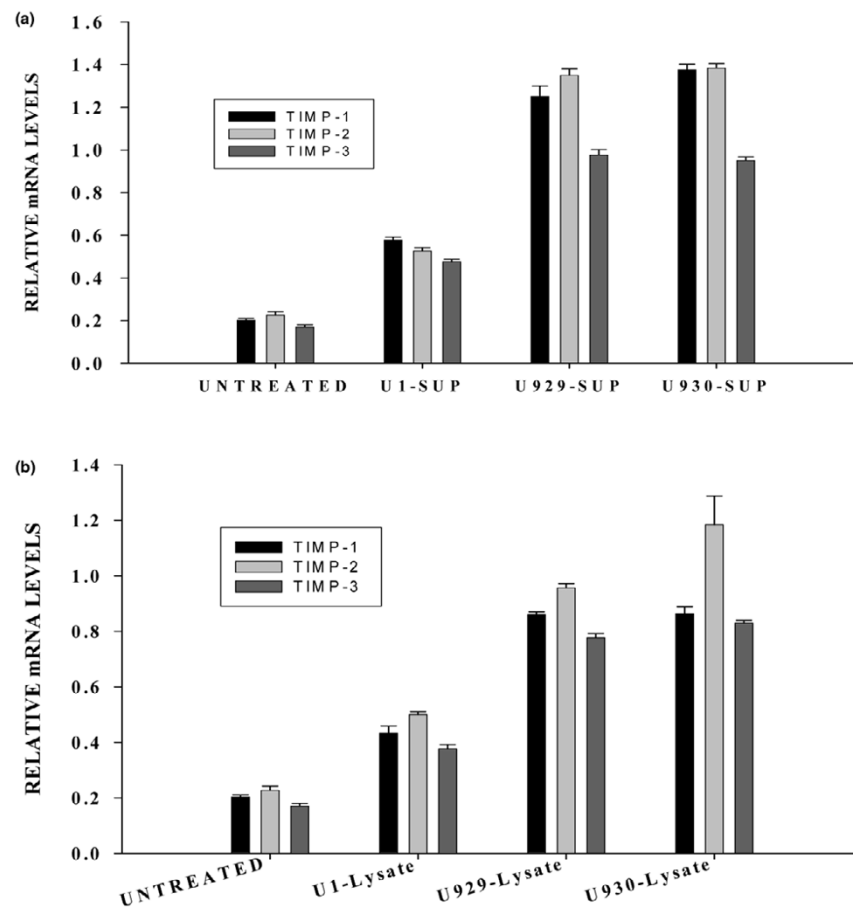 (a)
1.6
1.4
1.2
1.0
0.8
0.6
0.4
0.2
0.0
RELATIVE mRNA LEVELS
TIMP-1
TIMP-2
TIMP-3
UNTREATED U1-SUP U929-SUP U930-SUP
(b)
1.4
1.2
1.0
0.8
0.6
0.4
0.2
0.0
RELATIVE mRNA LEVELS
TIMP-1
TIMP-2
TIMP-3
UNTREATED U1-Lysate U929-Lysate U930-Lysate